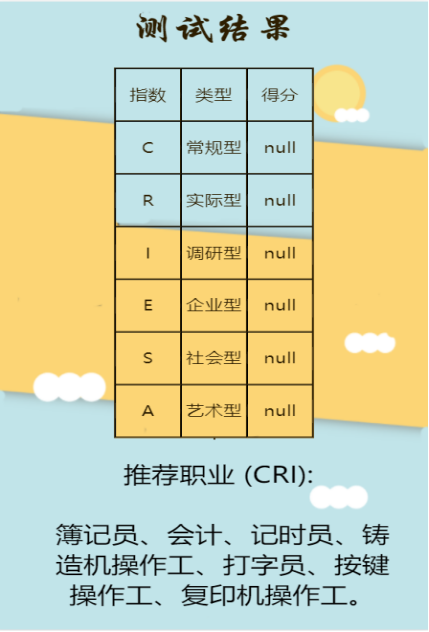 测试结果
指数 类型 得分
C 常规型 null
R 实际型 null
I 调研型 null
E 企业型 null
S 社会型 null
A 艺术型 null
推荐职业 (CRI):
簿记员、会计、记时员、铸
造机操作工、打字员、按键
操作工、复印机操作工。